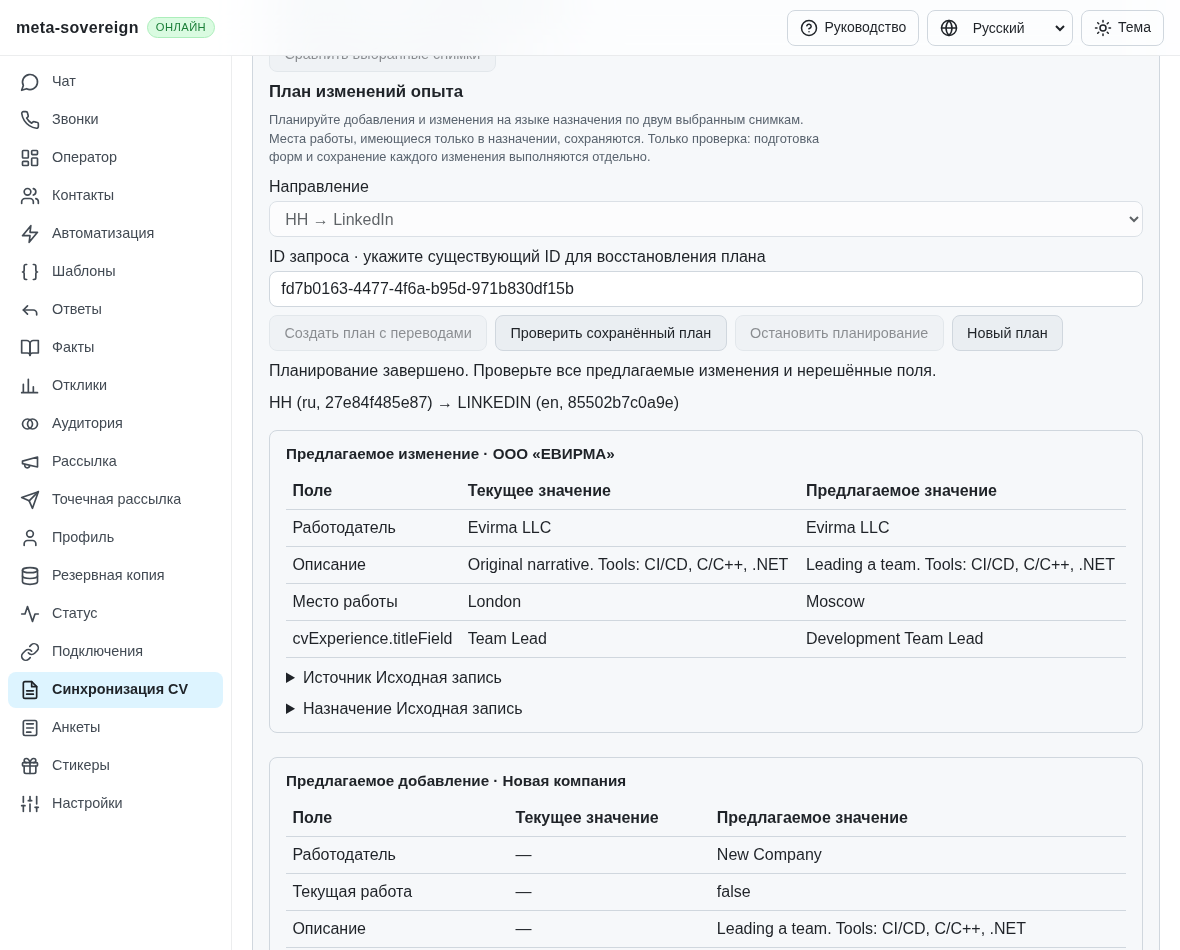 meta-sovereign ОНЛАЙН Руководство Русский Тема
Чат
Звонки
Оператор
Контакты
Автоматизация
Шаблоны
Ответы
Факты
Отклики
Аудитория
Рассылка
Точечная рассылка
Профиль
Резервная копия
Статус
Подключения
Синхронизация CV
Анкеты
Стикеры
Настройки
Сравнить выбранные снимки
План изменений опыта
Планируйте добавления и изменения на языке назначения по двум выбранным снимкам.
Места работы, имеющиеся только в назначении, сохраняются. Только проверка: подготовка
форм и сохранение каждого изменения выполняются отдельно.
Направление
HH → LinkedIn
ID запроса · укажите существующий ID для восстановления плана
fd7b0163-4477-4f6a-b95d-971b830df15b
Создать план с переводами Проверить сохранённый план Остановить планирование Новый план
Планирование завершено. Проверьте все предлагаемые изменения и нерешённые поля.
HH (ru, 27e84f485e87) → LINKEDIN (en, 85502b7c0a9e)
Предлагаемое изменение · ООО «ЕВИРМА»
Поле Текущее значение Предлагаемое значение
Работодатель Evirma LLC Evirma LLC
Описание Original narrative. Tools: CI/CD, C/C++, .NET Leading a team. Tools: CI/CD, C/C++, .NET
Место работы London Moscow
cvExperience.titleField Team Lead Development Team Lead
Источник Исходная запись
Назначение Исходная запись
Предлагаемое добавление · Новая компания
Поле Текущее значение Предлагаемое значение
Работодатель — New Company
Текущая работа — false
Описание — Leading a team. Tools: CI/CD, C/C++, .NET